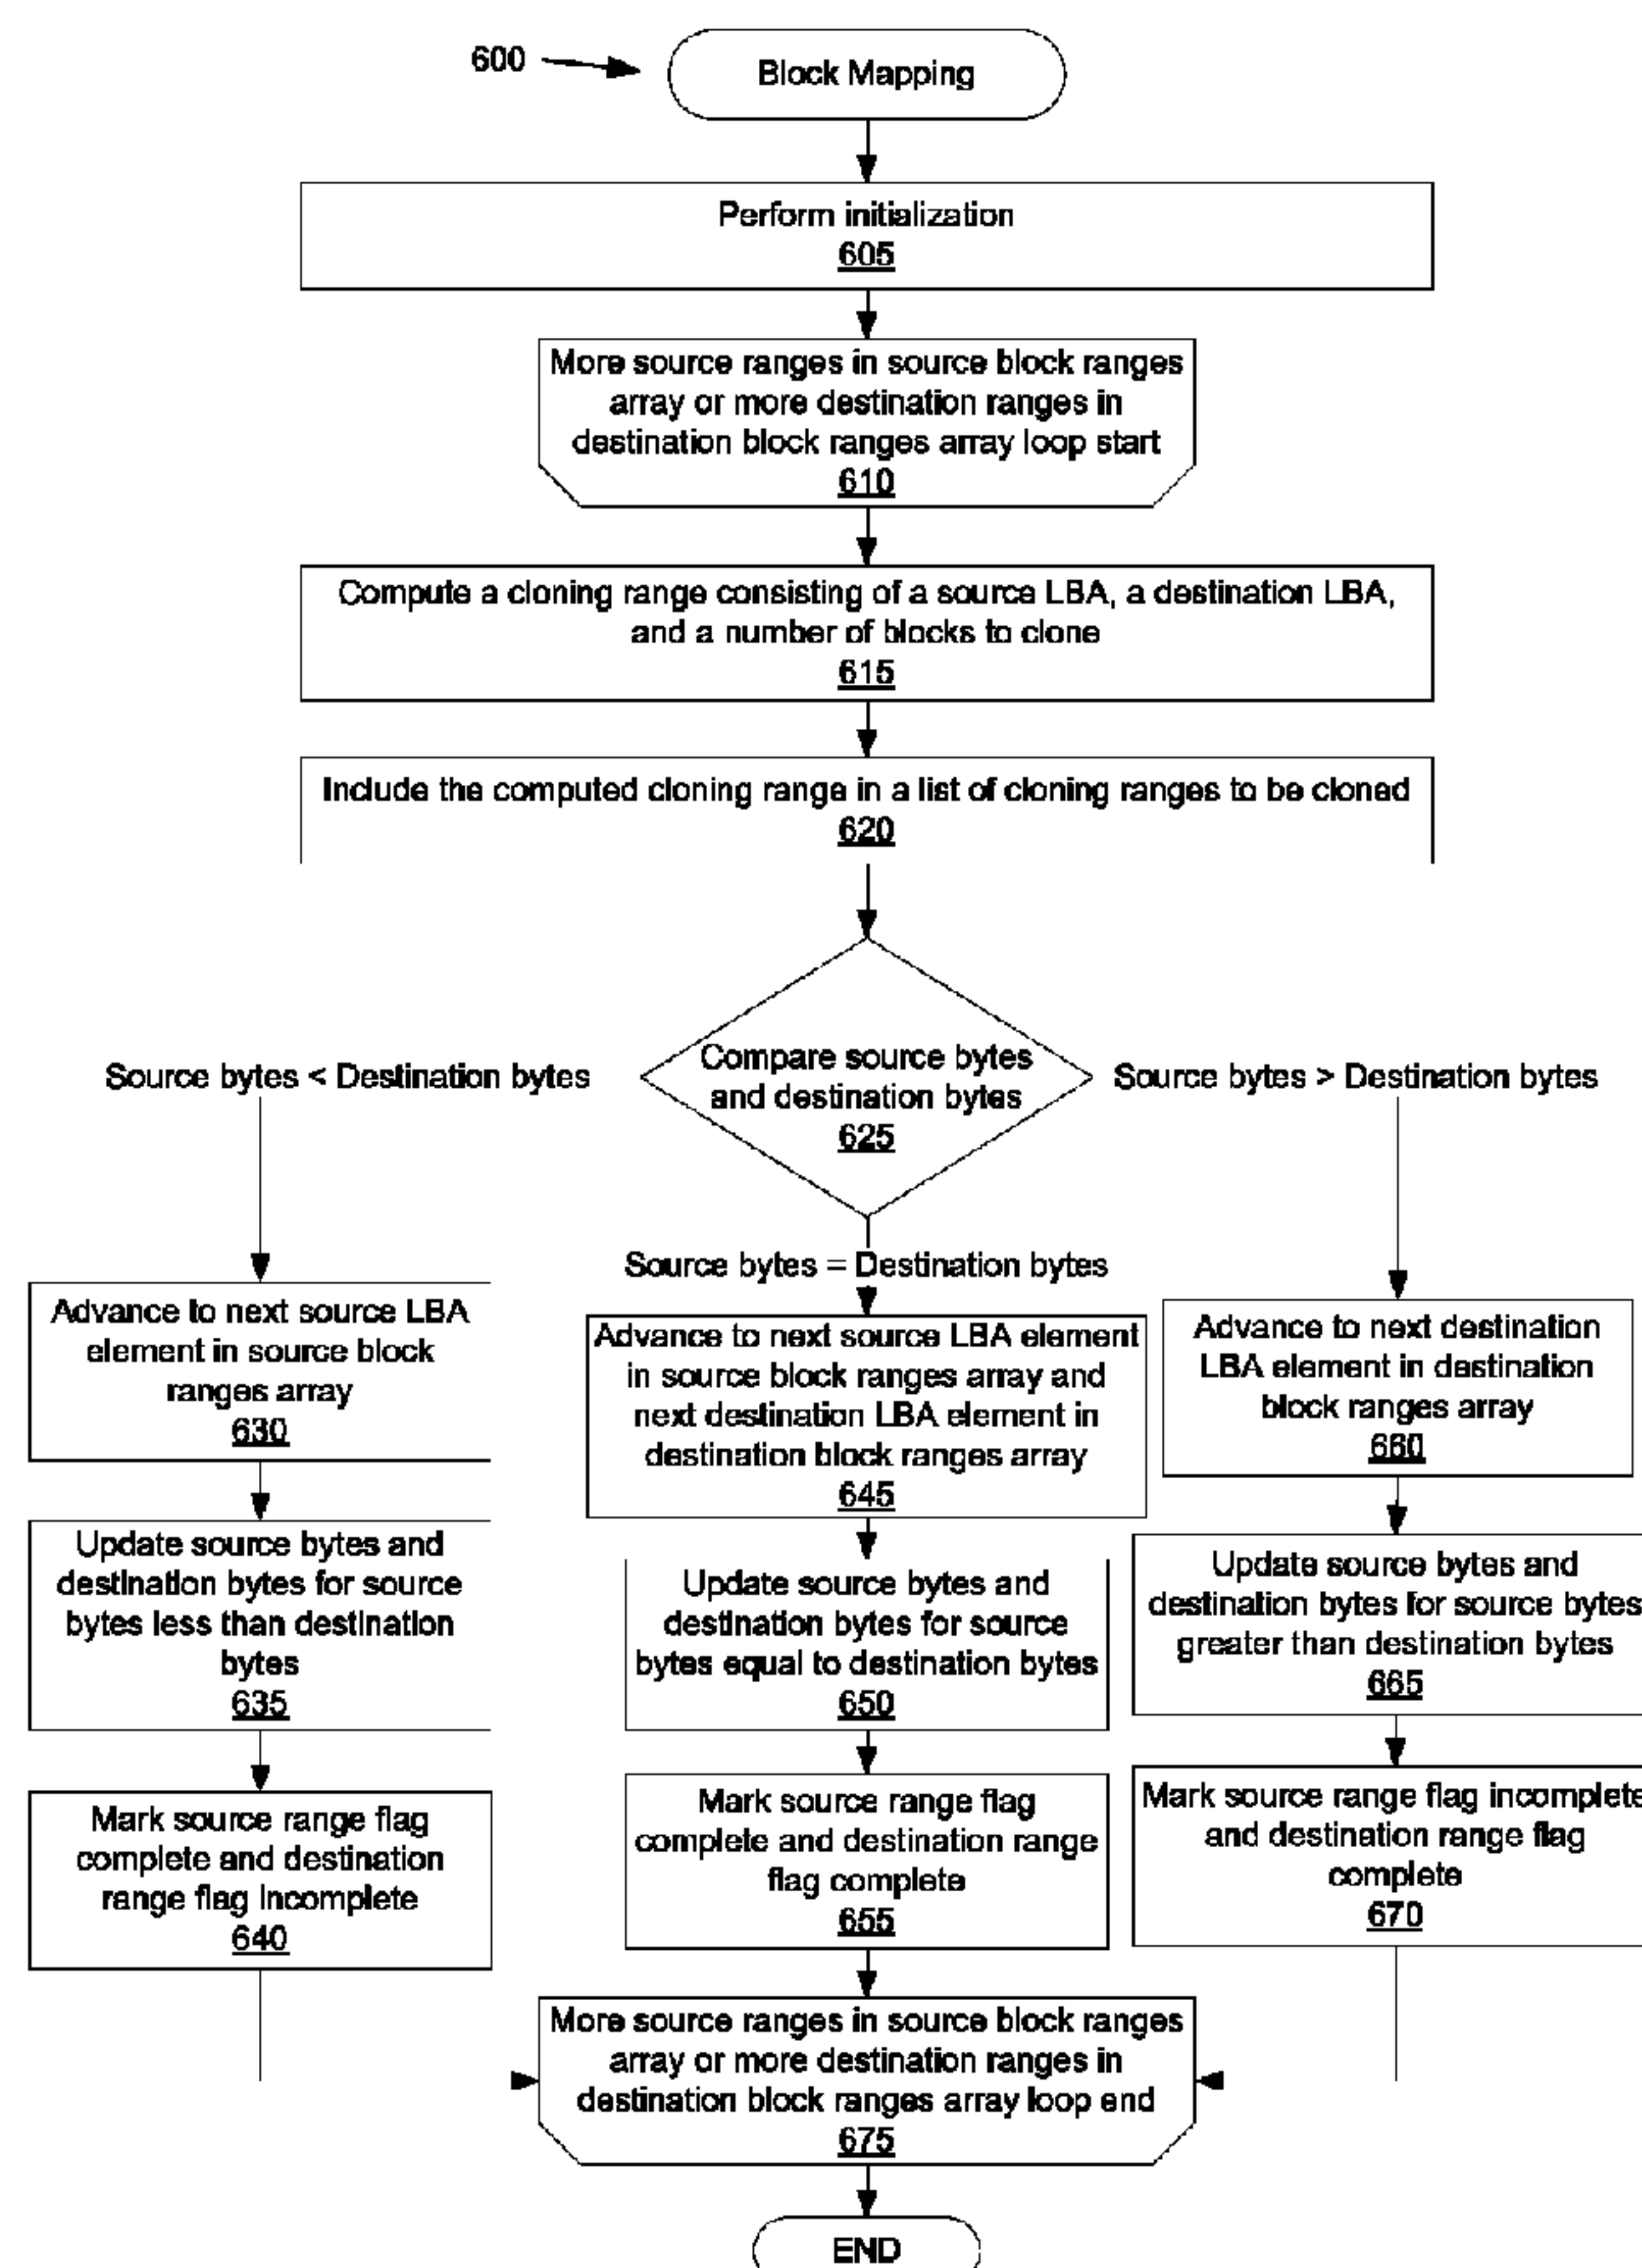 600
Block Mapping
Perform initialization
605
More source ranges in source block ranges
array or more destination ranges in
destination block ranges array loop start
610
Compute a cloning range consisting of a source LBA, a destination LBA,
and a number of blocks to clone
615
Include the computed cloning range in a list of cloning ranges to be cloned
620
Compare source bytes
and destination bytes
625
Source bytes < Destination bytes
Advance to next source LBA
element in source block
ranges array
630
Update source bytes and
destination bytes for source
bytes less than destination
bytes
635
Mark source range flag
complete and destination
range flag incomplete
640
Source bytes = Destination bytes
Advance to next source LBA element
in source block ranges array and
next destination LBA element in
destination block ranges array
645
Update source bytes and
destination bytes for source
bytes equal to destination bytes
650
Mark source range flag
complete and destination range
flag complete
655
Source bytes > Destination bytes
Advance to next destination
LBA element in destination
block ranges array
660
Update source bytes and
destination bytes for source bytes
greater than destination bytes
665
Mark source range flag incomplete
and destination range flag
complete
670
More source ranges in source block ranges
array or more destination ranges in
destination block ranges array loop end
675
END